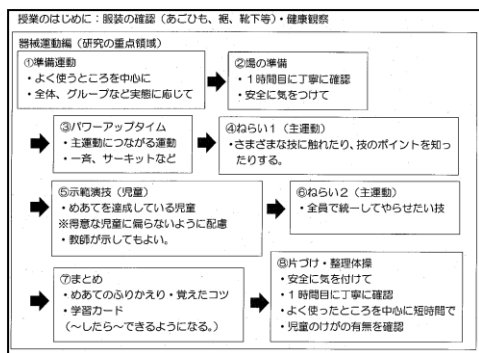 授業のはじめに：服装の確認（あごひも、裾、靴下等）・健康観察
器械運動編（研究の重点領域）
①準備運動
・よく使うところを中心に
・全体、グループなど実態に応じて
②場の準備
・１時間目に丁寧に確認
・安全に気をつけて
③パワーアップタイム
・主運動につながる運動
・一斉、サーキットなど
④ねらい１（主運動）
・さまざまな技に触れたり、技のポイントを知っ
たりする。
⑤示範演技（児童）
・めあてを達成している児童
※得意な児童に偏らないように配慮
・教師が示してもよい。
⑥ねらい２（主運動）
・全員で統一してやらせたい技
⑦まとめ
・めあてのふりかえり・覚えたコツ
・学習カード
（～したら～できるようになる。）
⑧片づけ・整理体操
・安全に気を付けて
・１時間目に丁寧に確認
・よく使ったところを中心に短時間で
・児童のけがの有無を確認